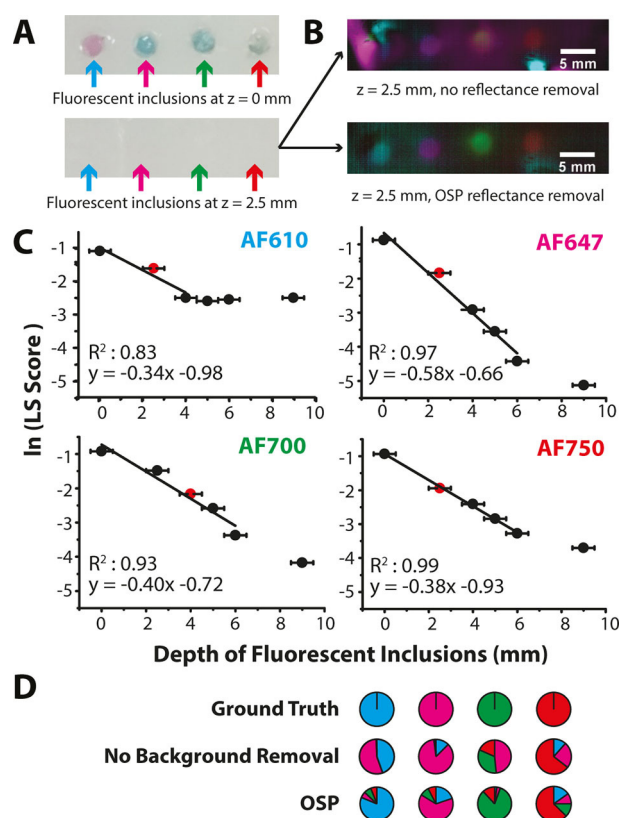 A
B
Fluorescent inclusions at z = 0 mm
5 mm
z = 2.5 mm, no reflectance removal
Fluorescent inclusions at z = 2.5 mm
5 mm
z = 2.5 mm, OSP reflectance removal
C
ln (LS Score )
AF610
-1
-2
-3
-4
-5
R² : 0.83
y = -0.34x -0.98
0 2 4 6 8 10
AF647
-1
-2
-3
-4
-5
R² : 0.97
y = -0.58x -0.66
0 2 4 6 8 10
AF700
-1
-2
-3
-4
-5
R² : 0.93
y = -0.40x -0.72
0 2 4 6 8 10
AF750
-1
-2
-3
-4
-5
R² : 0.99
y = -0.38x -0.93
0 2 4 6 8 10
Depth of Fluorescent Inclusions (mm)
D
Ground Truth
No Background Removal
OSP